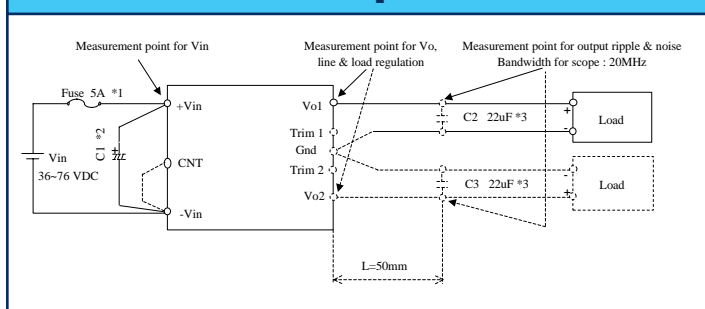 Measurement point for Vin
Measurement point for Vo,
line & load regulation
Measurement point for output ripple & noise
Bandwidth for scope : 20MHz
Fuse 5A *1
+Vin
Vo1
C2 22uF *3
+
-
Load
C1 *2
+
Trim 1
Gnd
Vin
36~76 VDC
CNT
Trim 2
C3 22uF *3
-
+
Load
-Vin
Vo2
L=50mm